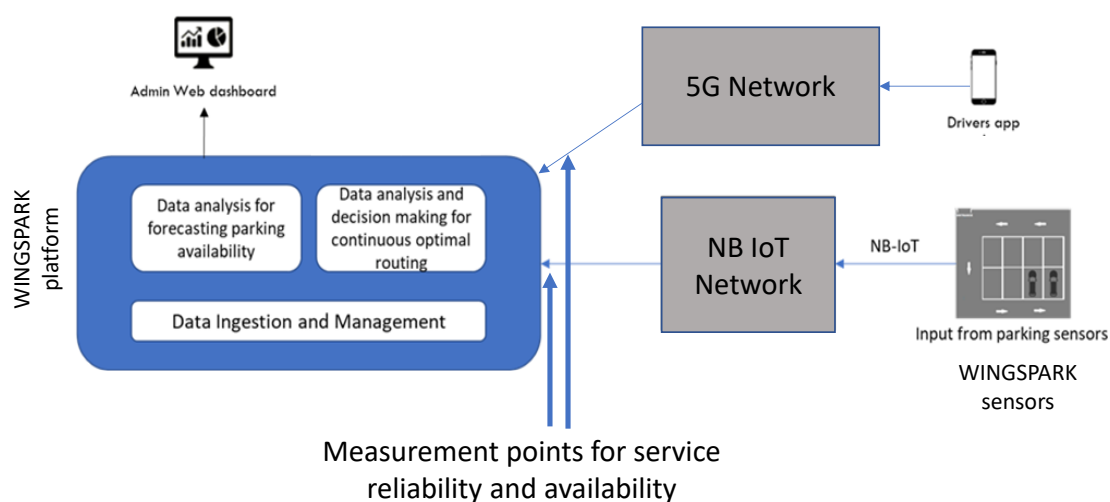 Admin Web dashboard
5G Network
Drivers app
WINGSPARK
platform
Data analysis for
forecasting parking
availability
Data analysis and
decision making for
continuous optimal
routing
Data Ingestion and Management
NB IoT
Network
NB-IoT
Input from parking sensors
WINGSPARK
sensors
Measurement points for service
reliability and availability